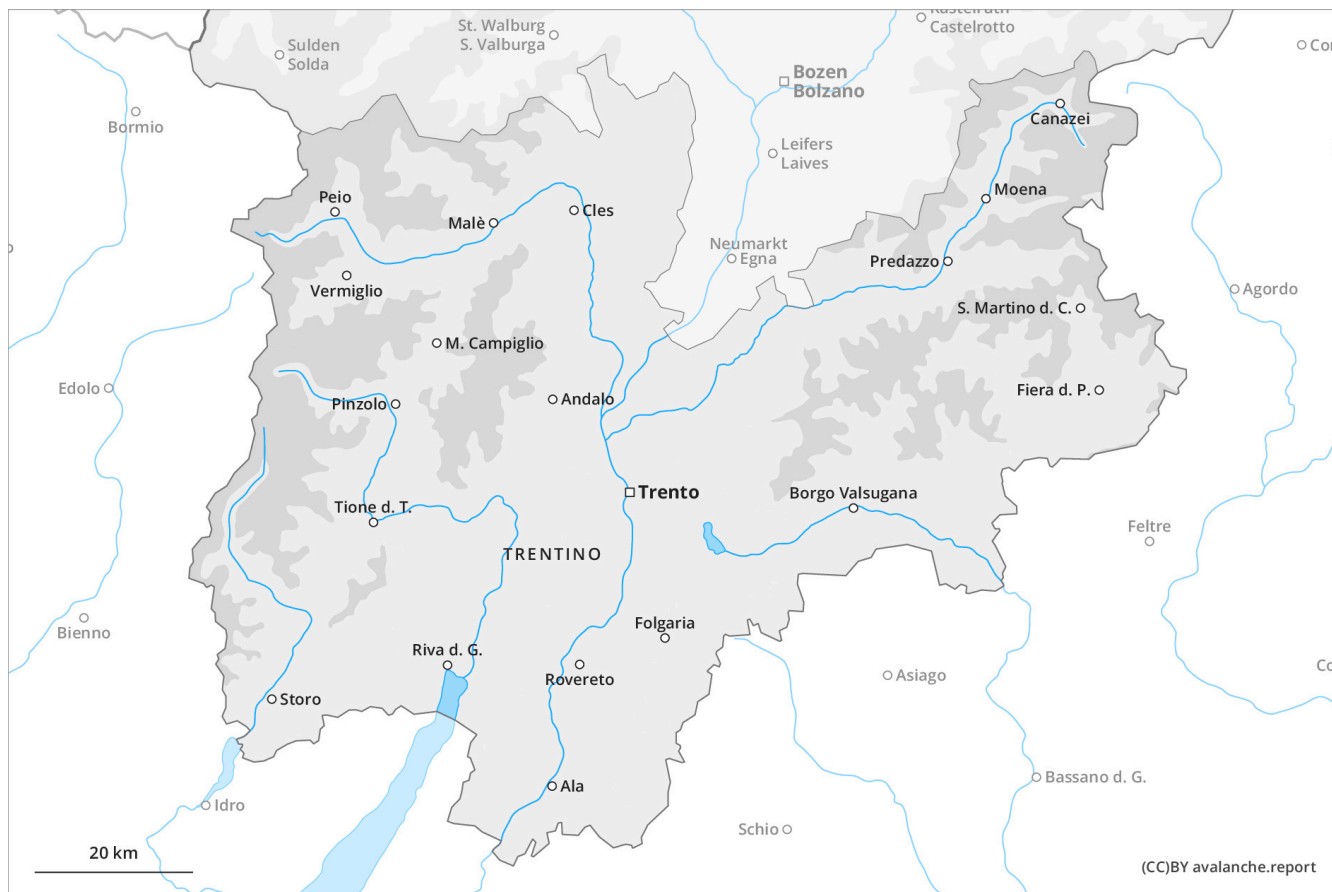 Kastelruth
Castelrotto
St. Walburg
S. Valburga
Sulden
Solda
Bozen
Bolzano
Bormio
Canazei
Leifers
Laives
Peio
Malè
Cles
Moena
Neumarkt
Egna
Predazzo
Vermiglio
Agordo
S. Martino d. C.
M. Campiglio
Edolo
Pinzolo
Andalo
Fiera d. P.
Trento
Borgo Valsugana
Tione d. T.
Feltre
TRENTINO
Bienno
Folgaria
Riva d. G.
Rovereto
Asiago
Storo
Ala
Bassano d. G.
Idro
Schio
20 km
(CC)BY avalanche.report